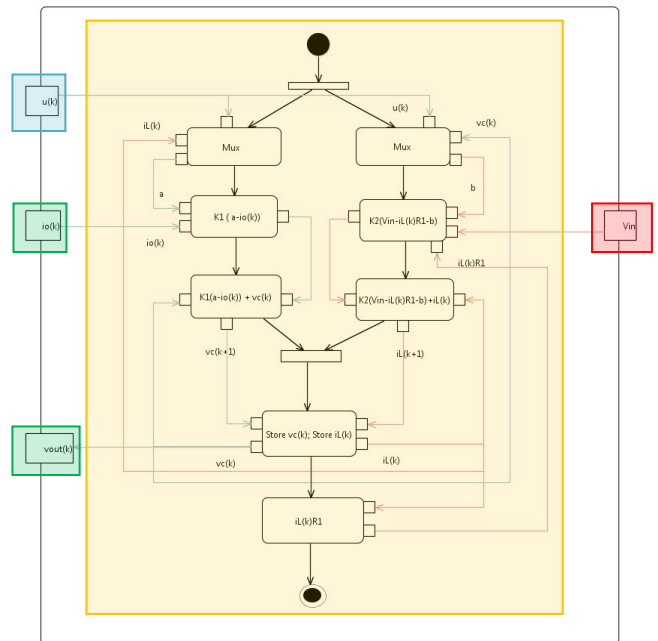 u(k)
u(k)
iL(k)
vc(k)
Mux
Mux
a
b
io(k)
K1 ( a-io(k))
K2(Vin-iL(k)R1-b)
Vin
io(k)
iL(k)R1
K1(a-io(k)) + vc(k)
K2(Vin-iL(k)R1-b)+iL(k)
vc(k+1)
iL(k+1)
vout(k)
Store vc(k); Store iL(k)
vc(k)
iL(k)
iL(k)R1